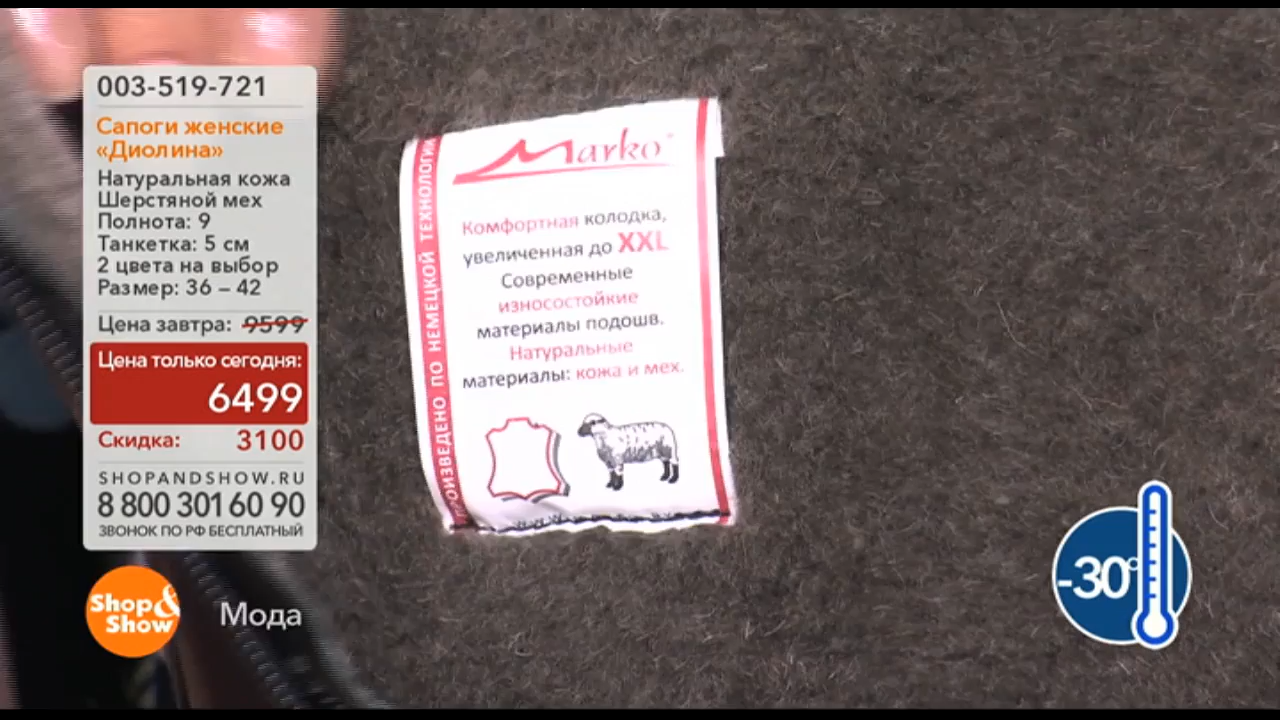 003-519-721
Сапоги женские
«Диолина»
Натуральная кожа
Шерстяной мех
Полнота: 9
Танкетка: 5 см
2 цвета на выбор
Размер: 36 – 42
Цена завтра: 9599
Цена только сегодня:
6499
Скидка: 3100
SHOPANDSHOW.RU
8 800 301 60 90
ЗВОНОК ПО РФ БЕСПЛАТНЫЙ
Shop&
Show
Мода
ПРОИЗВЕДЕНО ПО НЕМЕЦКОЙ ТЕХНОЛОГИИ
Marko
Комфортная колодка,
увеличенная до XXL
Современные
износостойкие
материалы подошв.
Натуральные
материалы: кожа и мех.
-30°